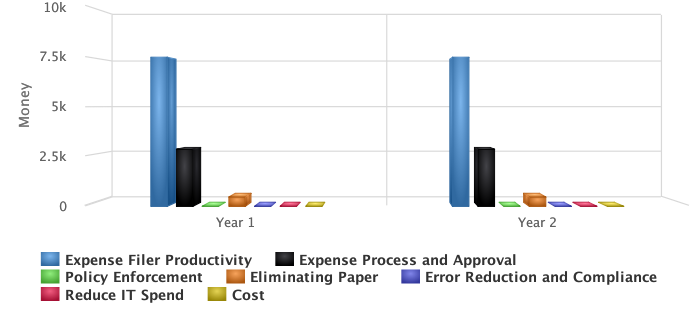 10k
7.5k
5k
2.5k
0
Money
Year 1 Year 2
Expense Filer Productivity Expense Process and Approval
Policy Enforcement Eliminating Paper Error Reduction and Compliance
Reduce IT Spend Cost